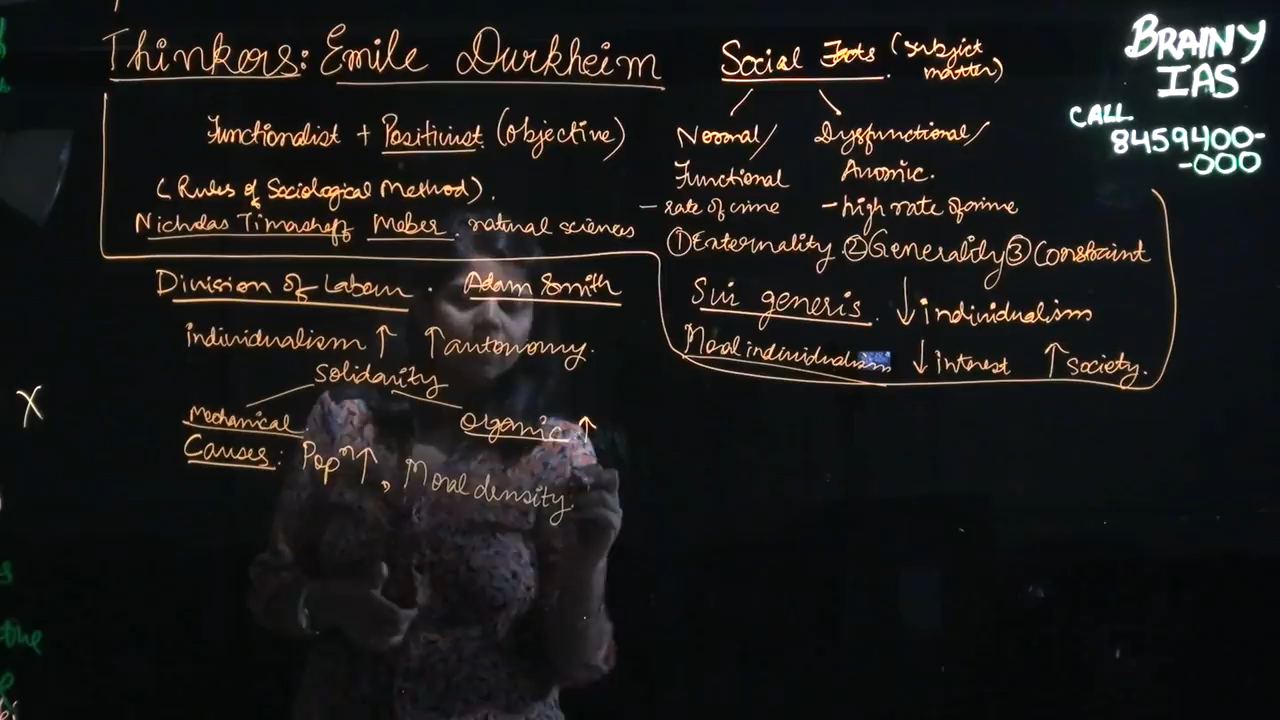 Thinkers: Emile Durkheim
Functionalist + Positivist (objective)
(Rules of Sociological Method).
Nicholas Timasheff Meber. natural sciences
Division of Labour. Adam Smith
individualism ↑ ↑ autonomy.
Solidarity
Mechanical. Organic ↑
Causes: Popⁿ ↑, Moral density.
Social Facts. (subject matter)
Normal/ Dysfunctional/
Functional Anomic.
- rate of crime - high rate of crime
① Externality. ② Generality ③ Constraint
Sui generis. ↓ individualism
Moral individualism ↓ interest ↑ Society.
BRAINY
IAS
CALL
8459400-
-000
X